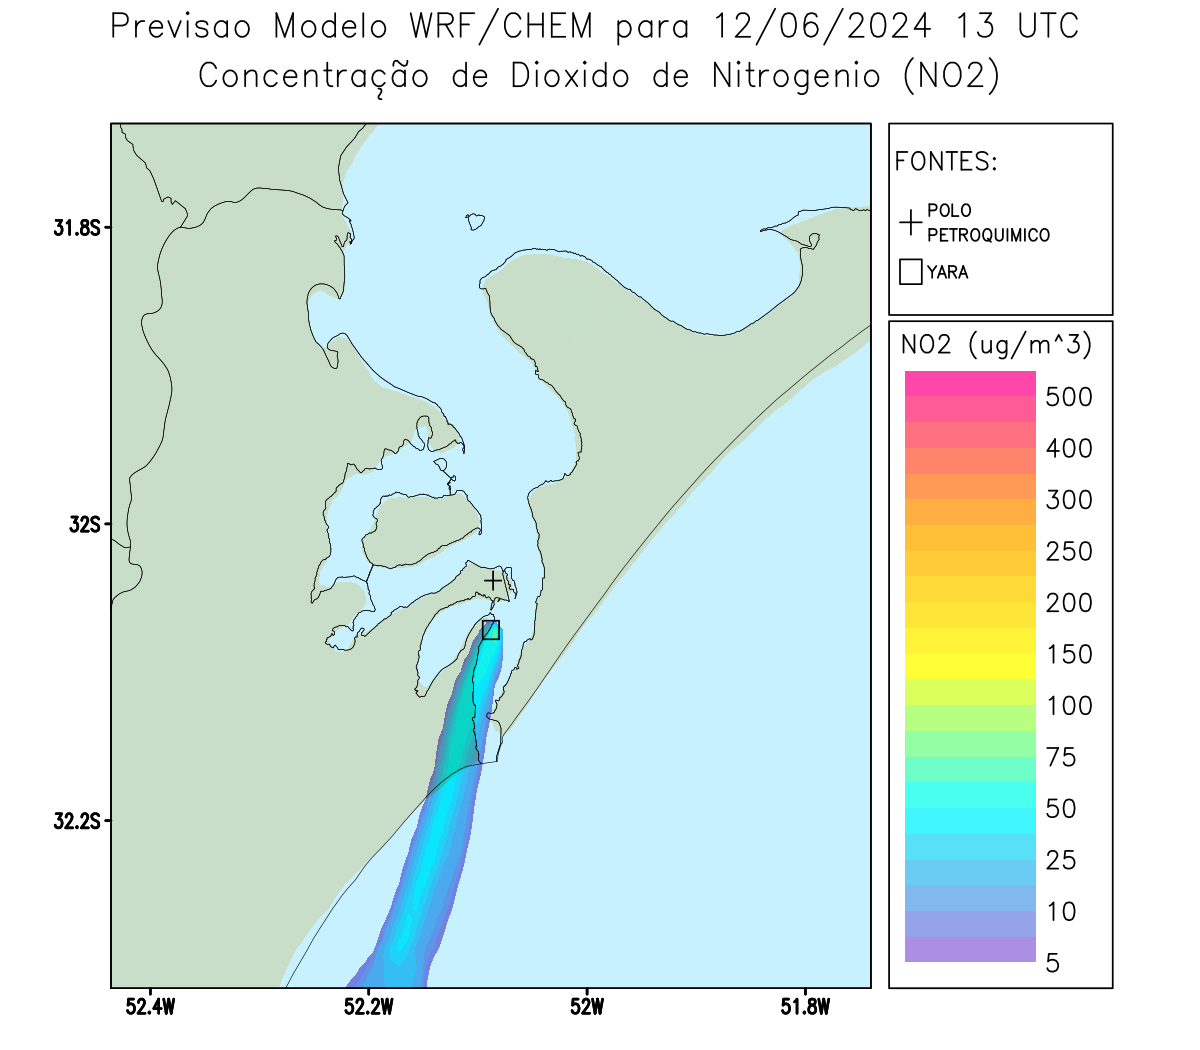 Previsao Modelo WRF/CHEM para 12/06/2024 13 UTC
Concentração de Dioxido de Nitrogenio (NO2)
FONTES:
POLO
PETROQUIMICO
YARA
NO2 (ug/m^3)
500
400
300
250
200
150
100
75
50
25
10
5
31.8S
32S
32.2S
52.4W
52.2W
52W
51.8W